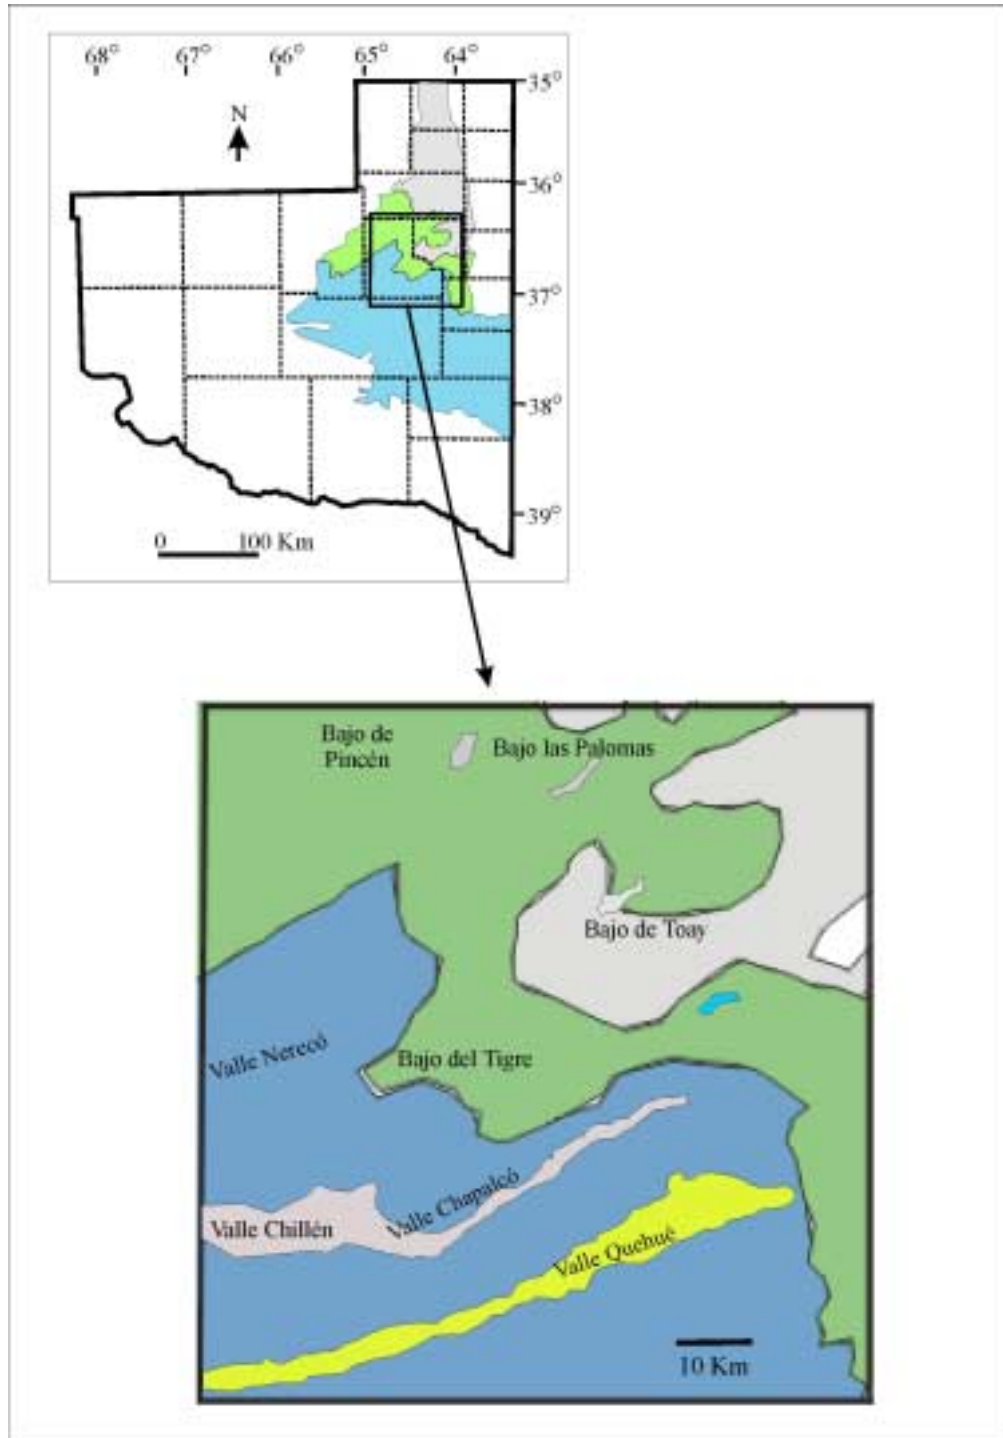 68° 67° 66° 65° 64°
35°
N
36°
37°
38°
39°
0 100 Km
Bajo de
Pincén
Bajo las Palomas
Bajo de Toay
Valle Nerecó
Bajo del Tigre
Valle Chapalcó
Valle Chillén
Valle Quehué
10 Km